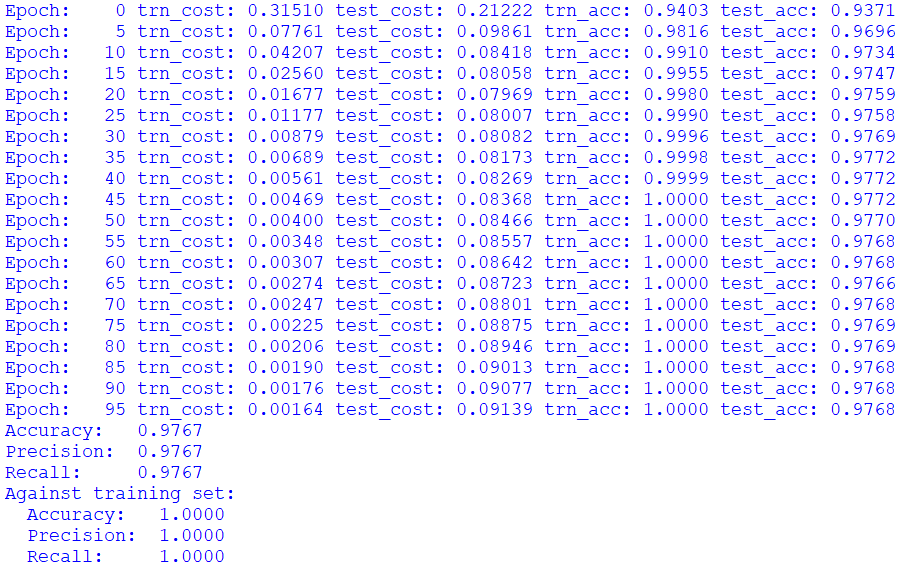 Epoch:    0 trn_cost: 0.31510 test_cost: 0.21222 trn_acc: 0.9403 test_acc: 0.9371
Epoch:    5 trn_cost: 0.07761 test_cost: 0.09861 trn_acc: 0.9816 test_acc: 0.9696
Epoch:   10 trn_cost: 0.04207 test_cost: 0.08418 trn_acc: 0.9910 test_acc: 0.9734
Epoch:   15 trn_cost: 0.02560 test_cost: 0.08058 trn_acc: 0.9955 test_acc: 0.9747
Epoch:   20 trn_cost: 0.01677 test_cost: 0.07969 trn_acc: 0.9980 test_acc: 0.9759
Epoch:   25 trn_cost: 0.01177 test_cost: 0.08007 trn_acc: 0.9990 test_acc: 0.9758
Epoch:   30 trn_cost: 0.00879 test_cost: 0.08082 trn_acc: 0.9996 test_acc: 0.9769
Epoch:   35 trn_cost: 0.00689 test_cost: 0.08173 trn_acc: 0.9998 test_acc: 0.9772
Epoch:   40 trn_cost: 0.00561 test_cost: 0.08269 trn_acc: 0.9999 test_acc: 0.9772
Epoch:   45 trn_cost: 0.00469 test_cost: 0.08368 trn_acc: 1.0000 test_acc: 0.9772
Epoch:   50 trn_cost: 0.00400 test_cost: 0.08466 trn_acc: 1.0000 test_acc: 0.9770
Epoch:   55 trn_cost: 0.00348 test_cost: 0.08557 trn_acc: 1.0000 test_acc: 0.9768
Epoch:   60 trn_cost: 0.00307 test_cost: 0.08642 trn_acc: 1.0000 test_acc: 0.9768
Epoch:   65 trn_cost: 0.00274 test_cost: 0.08723 trn_acc: 1.0000 test_acc: 0.9766
Epoch:   70 trn_cost: 0.00247 test_cost: 0.08801 trn_acc: 1.0000 test_acc: 0.9768
Epoch:   75 trn_cost: 0.00225 test_cost: 0.08875 trn_acc: 1.0000 test_acc: 0.9769
Epoch:   80 trn_cost: 0.00206 test_cost: 0.08946 trn_acc: 1.0000 test_acc: 0.9769
Epoch:   85 trn_cost: 0.00190 test_cost: 0.09013 trn_acc: 1.0000 test_acc: 0.9768
Epoch:   90 trn_cost: 0.00176 test_cost: 0.09077 trn_acc: 1.0000 test_acc: 0.9768
Epoch:   95 trn_cost: 0.00164 test_cost: 0.09139 trn_acc: 1.0000 test_acc: 0.9768
Accuracy:   0.9767
Precision:  0.9767
Recall:     0.9767
Against training set:
  Accuracy:   1.0000
  Precision:  1.0000
  Recall:     1.0000